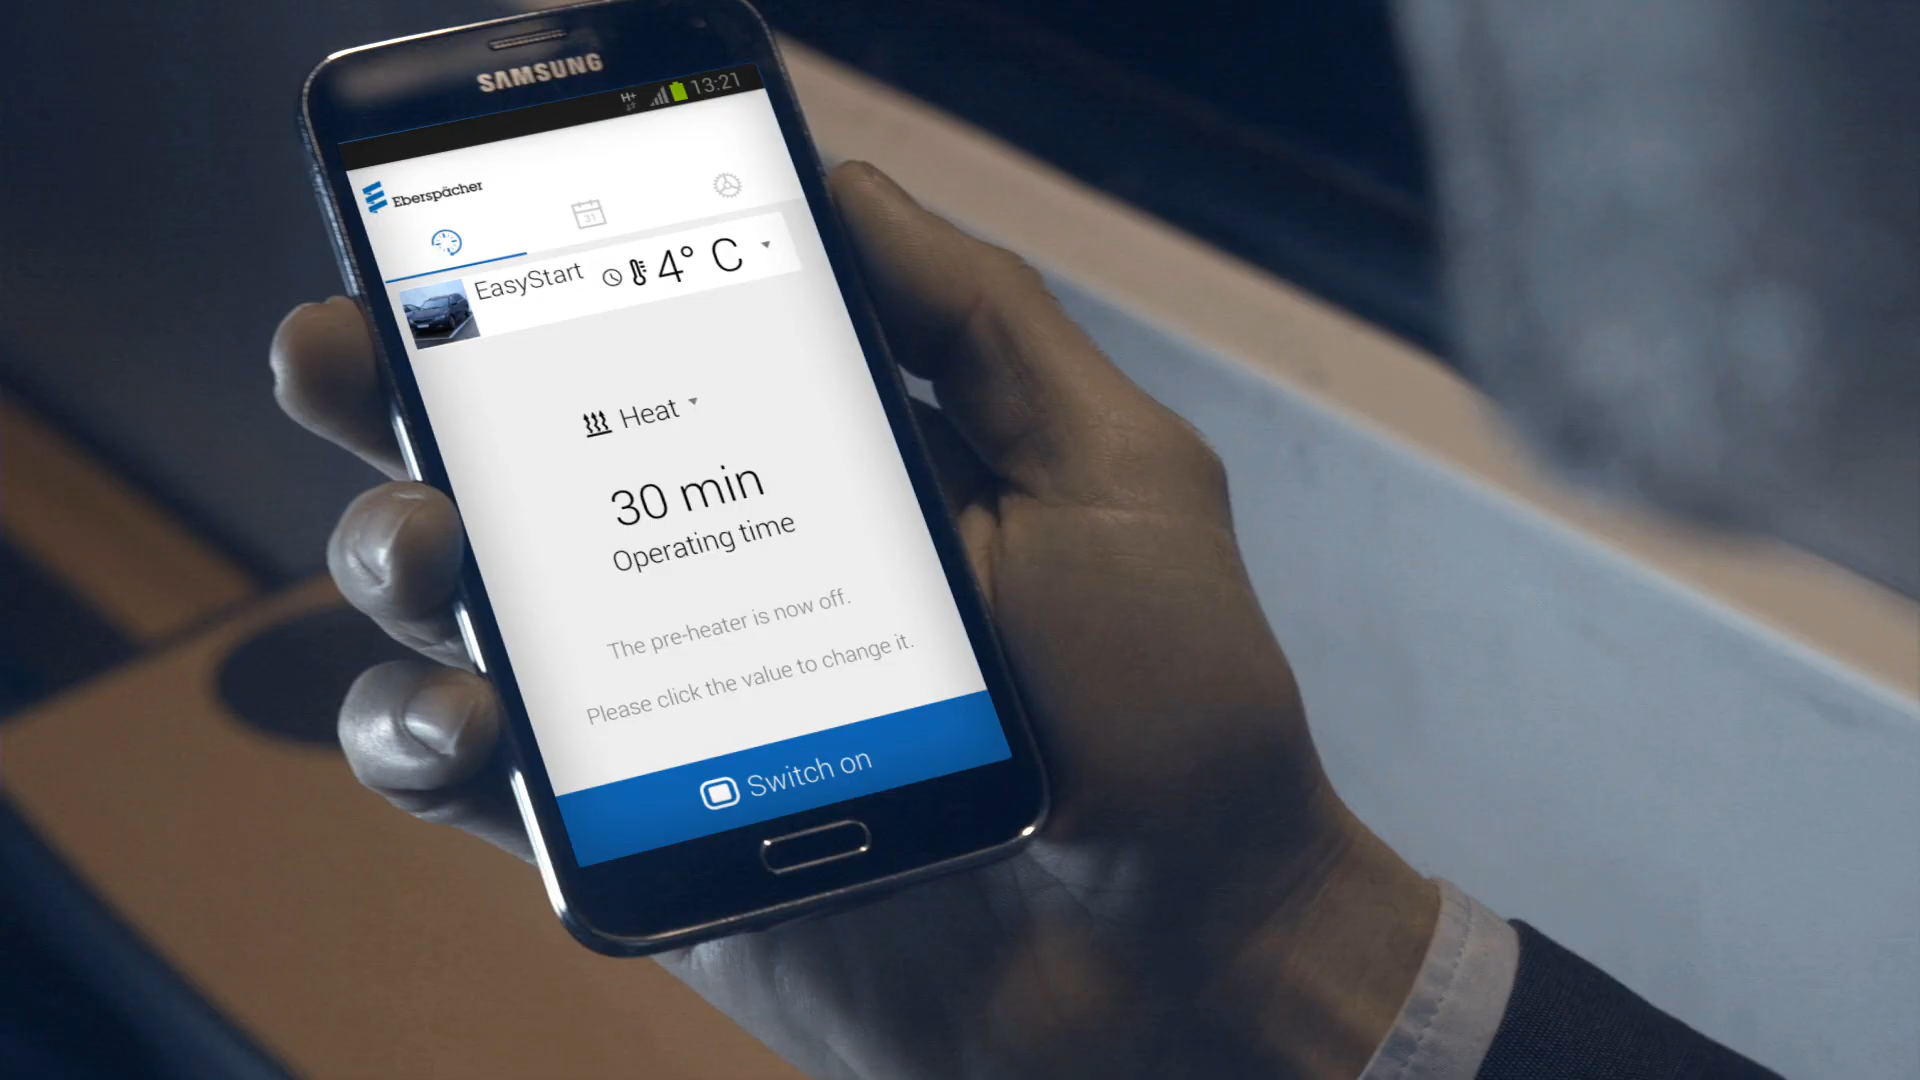 SAMSUNG
H+ 13:21
Eberspächer
31
EasyStart 4° C
Heat
30 min
Operating time
The pre-heater is now off.
Please click the value to change it.
Switch on